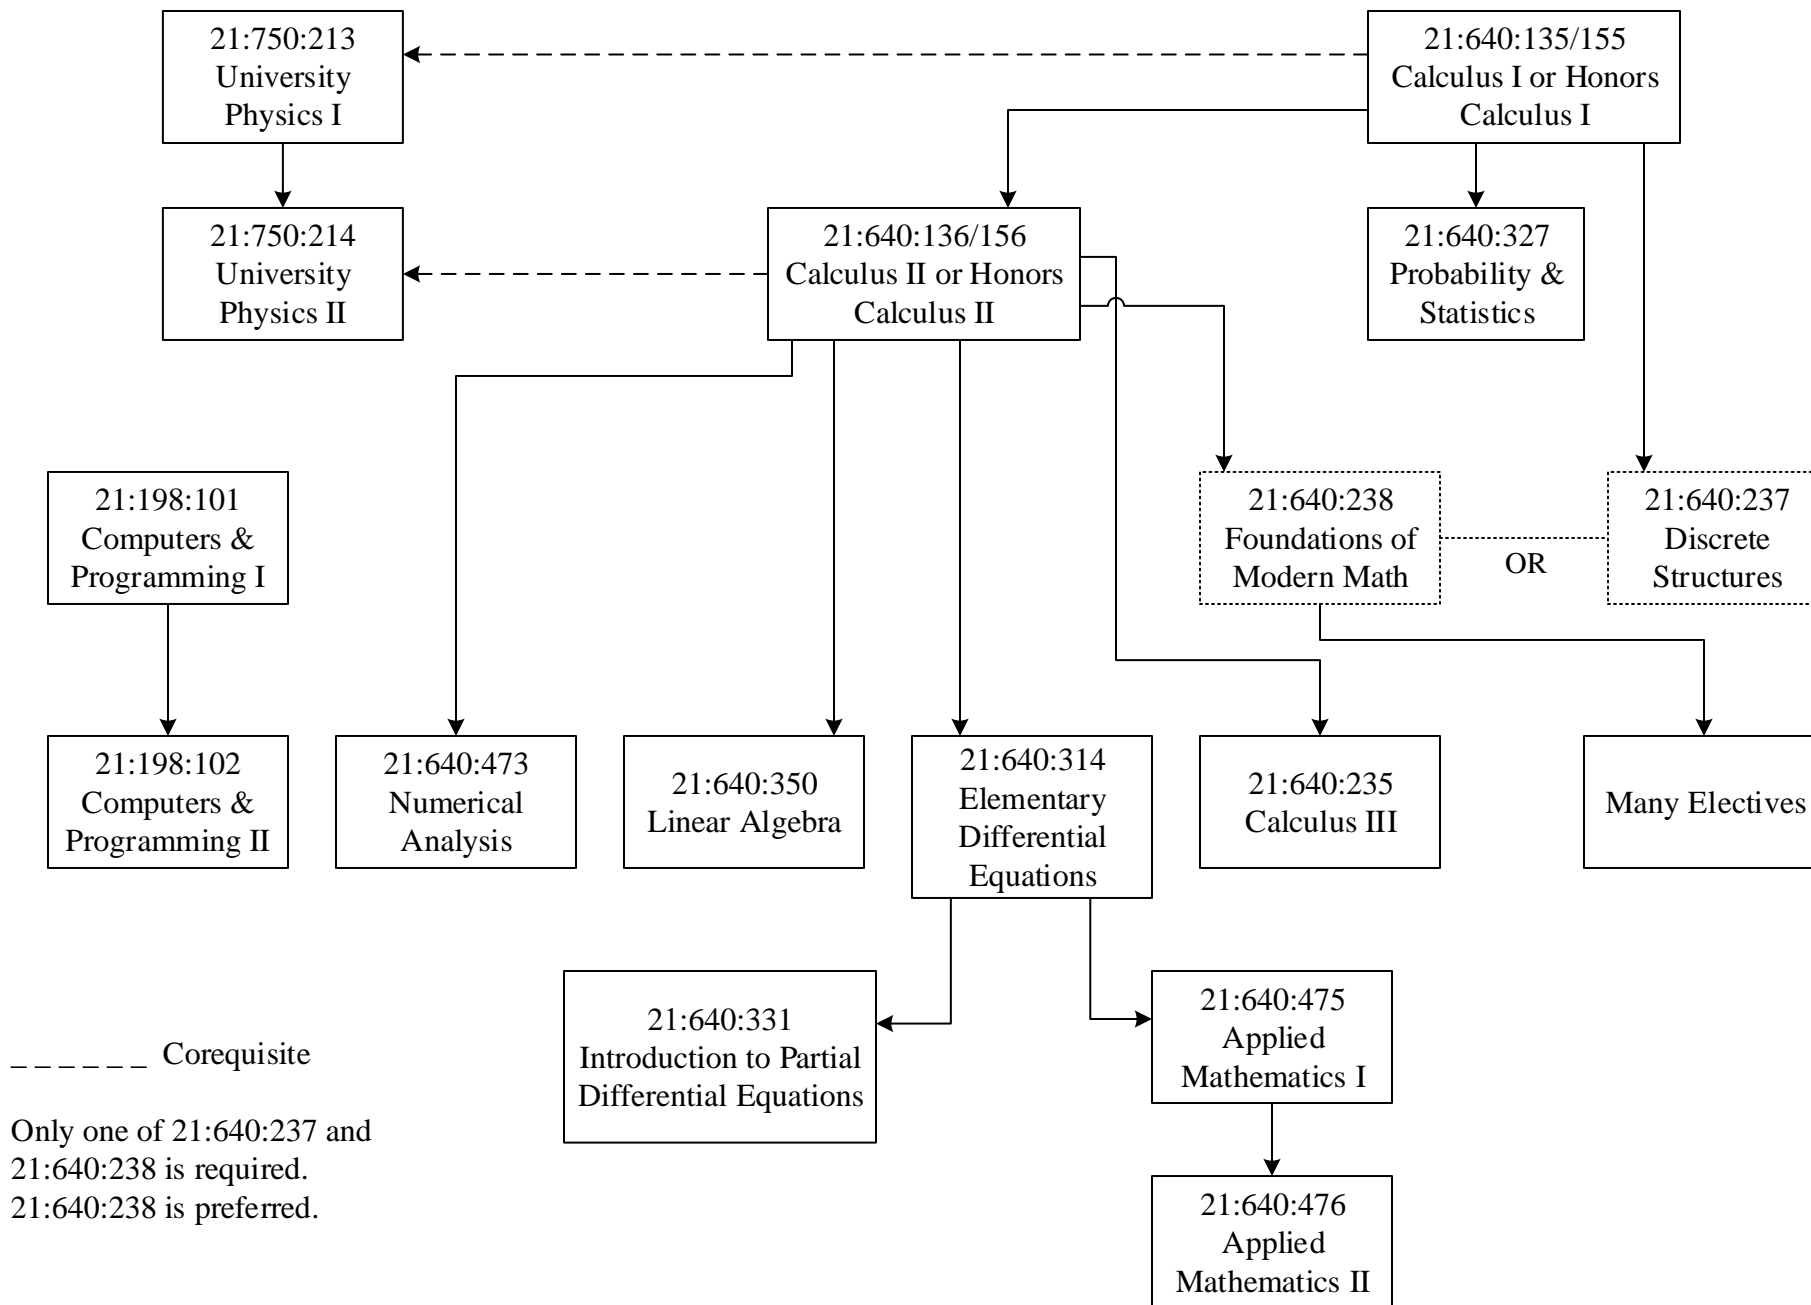 21:750:213
University
Physics I
21:640:135/155
Calculus I or Honors
Calculus I
21:750:214
University
Physics II
21:640:136/156
Calculus II or Honors
Calculus II
21:640:327
Probability &
Statistics
21:198:101
Computers &
Programming I
21:640:238
Foundations of
Modern Math
OR
21:640:237
Discrete
Structures
21:198:102
Computers &
Programming II
21:640:473
Numerical
Analysis
21:640:350
Linear Algebra
21:640:314
Elementary
Differential
Equations
21:640:235
Calculus III
Many Electives
21:640:331
Introduction to Partial
Differential Equations
21:640:475
Applied
Mathematics I
_ _ _ _ _ _ Corequisite
Only one of 21:640:237 and
21:640:238 is required.
21:640:238 is preferred.
21:640:476
Applied
Mathematics II